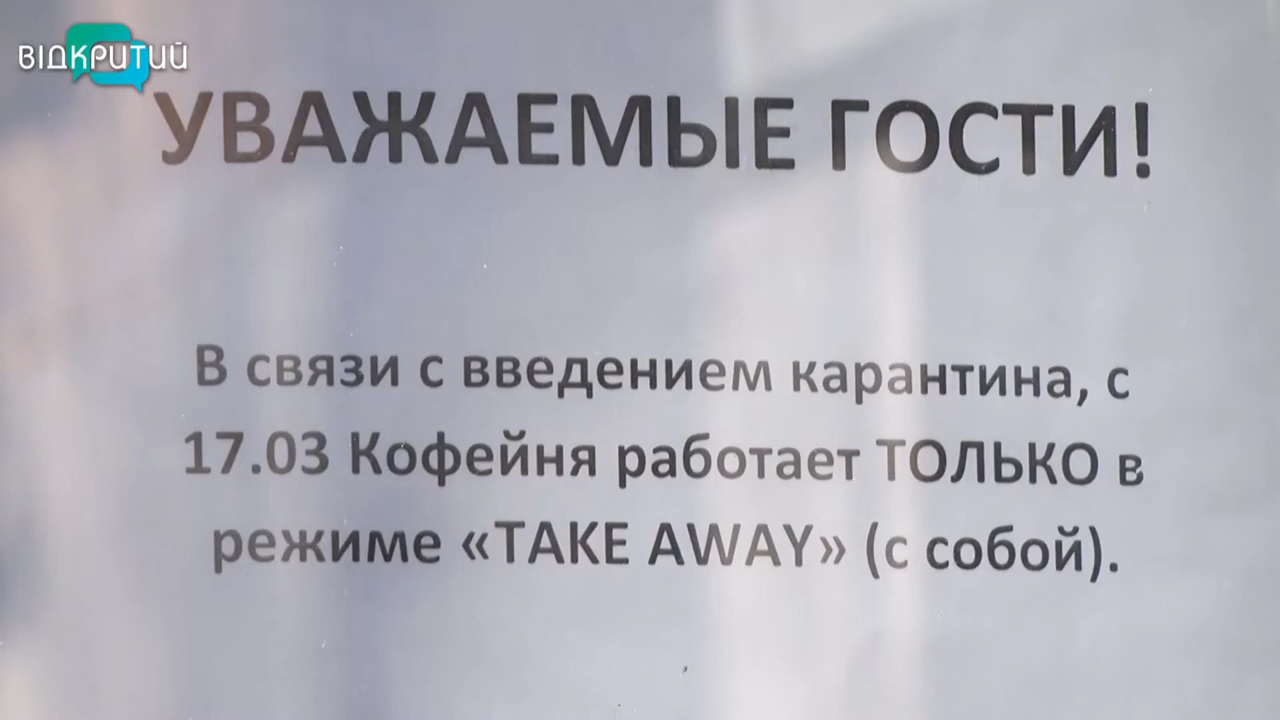 ВІДКРИТИЙ
УВАЖАЕМЫЕ ГОСТИ!
В связи с введением карантина, с
17.03 Кофейня работает ТОЛЬКО в
режиме «TAKE AWAY» (с собой).